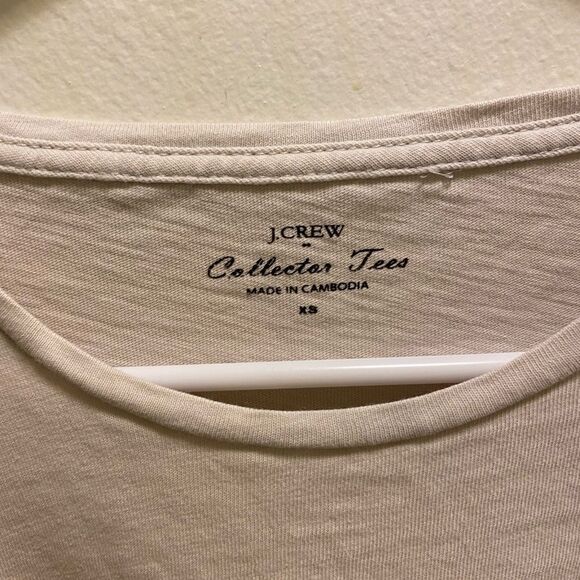 J.CREW
Collector Tees
MADE IN CAMBODIA
XS